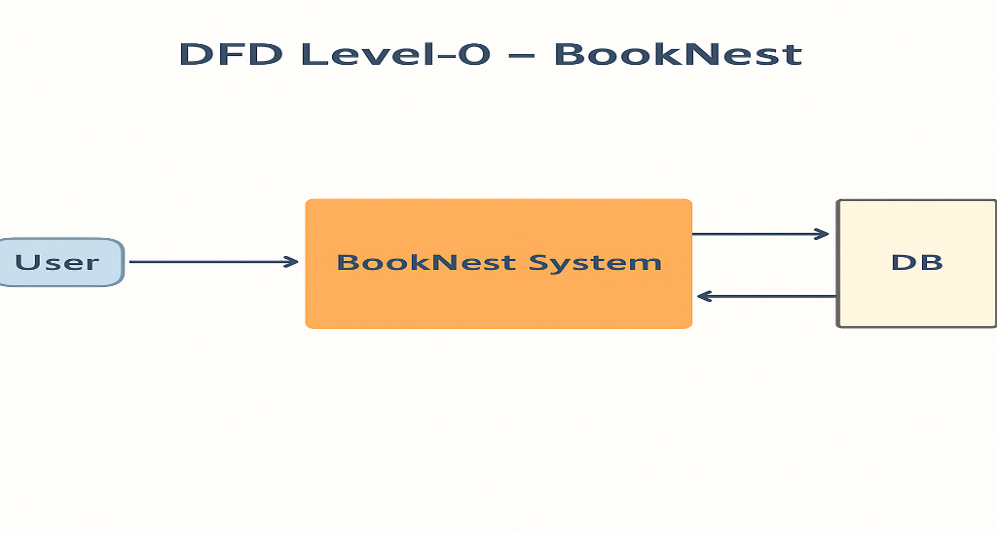 DFD Level–0 – BookNest
User
BookNest System
DB